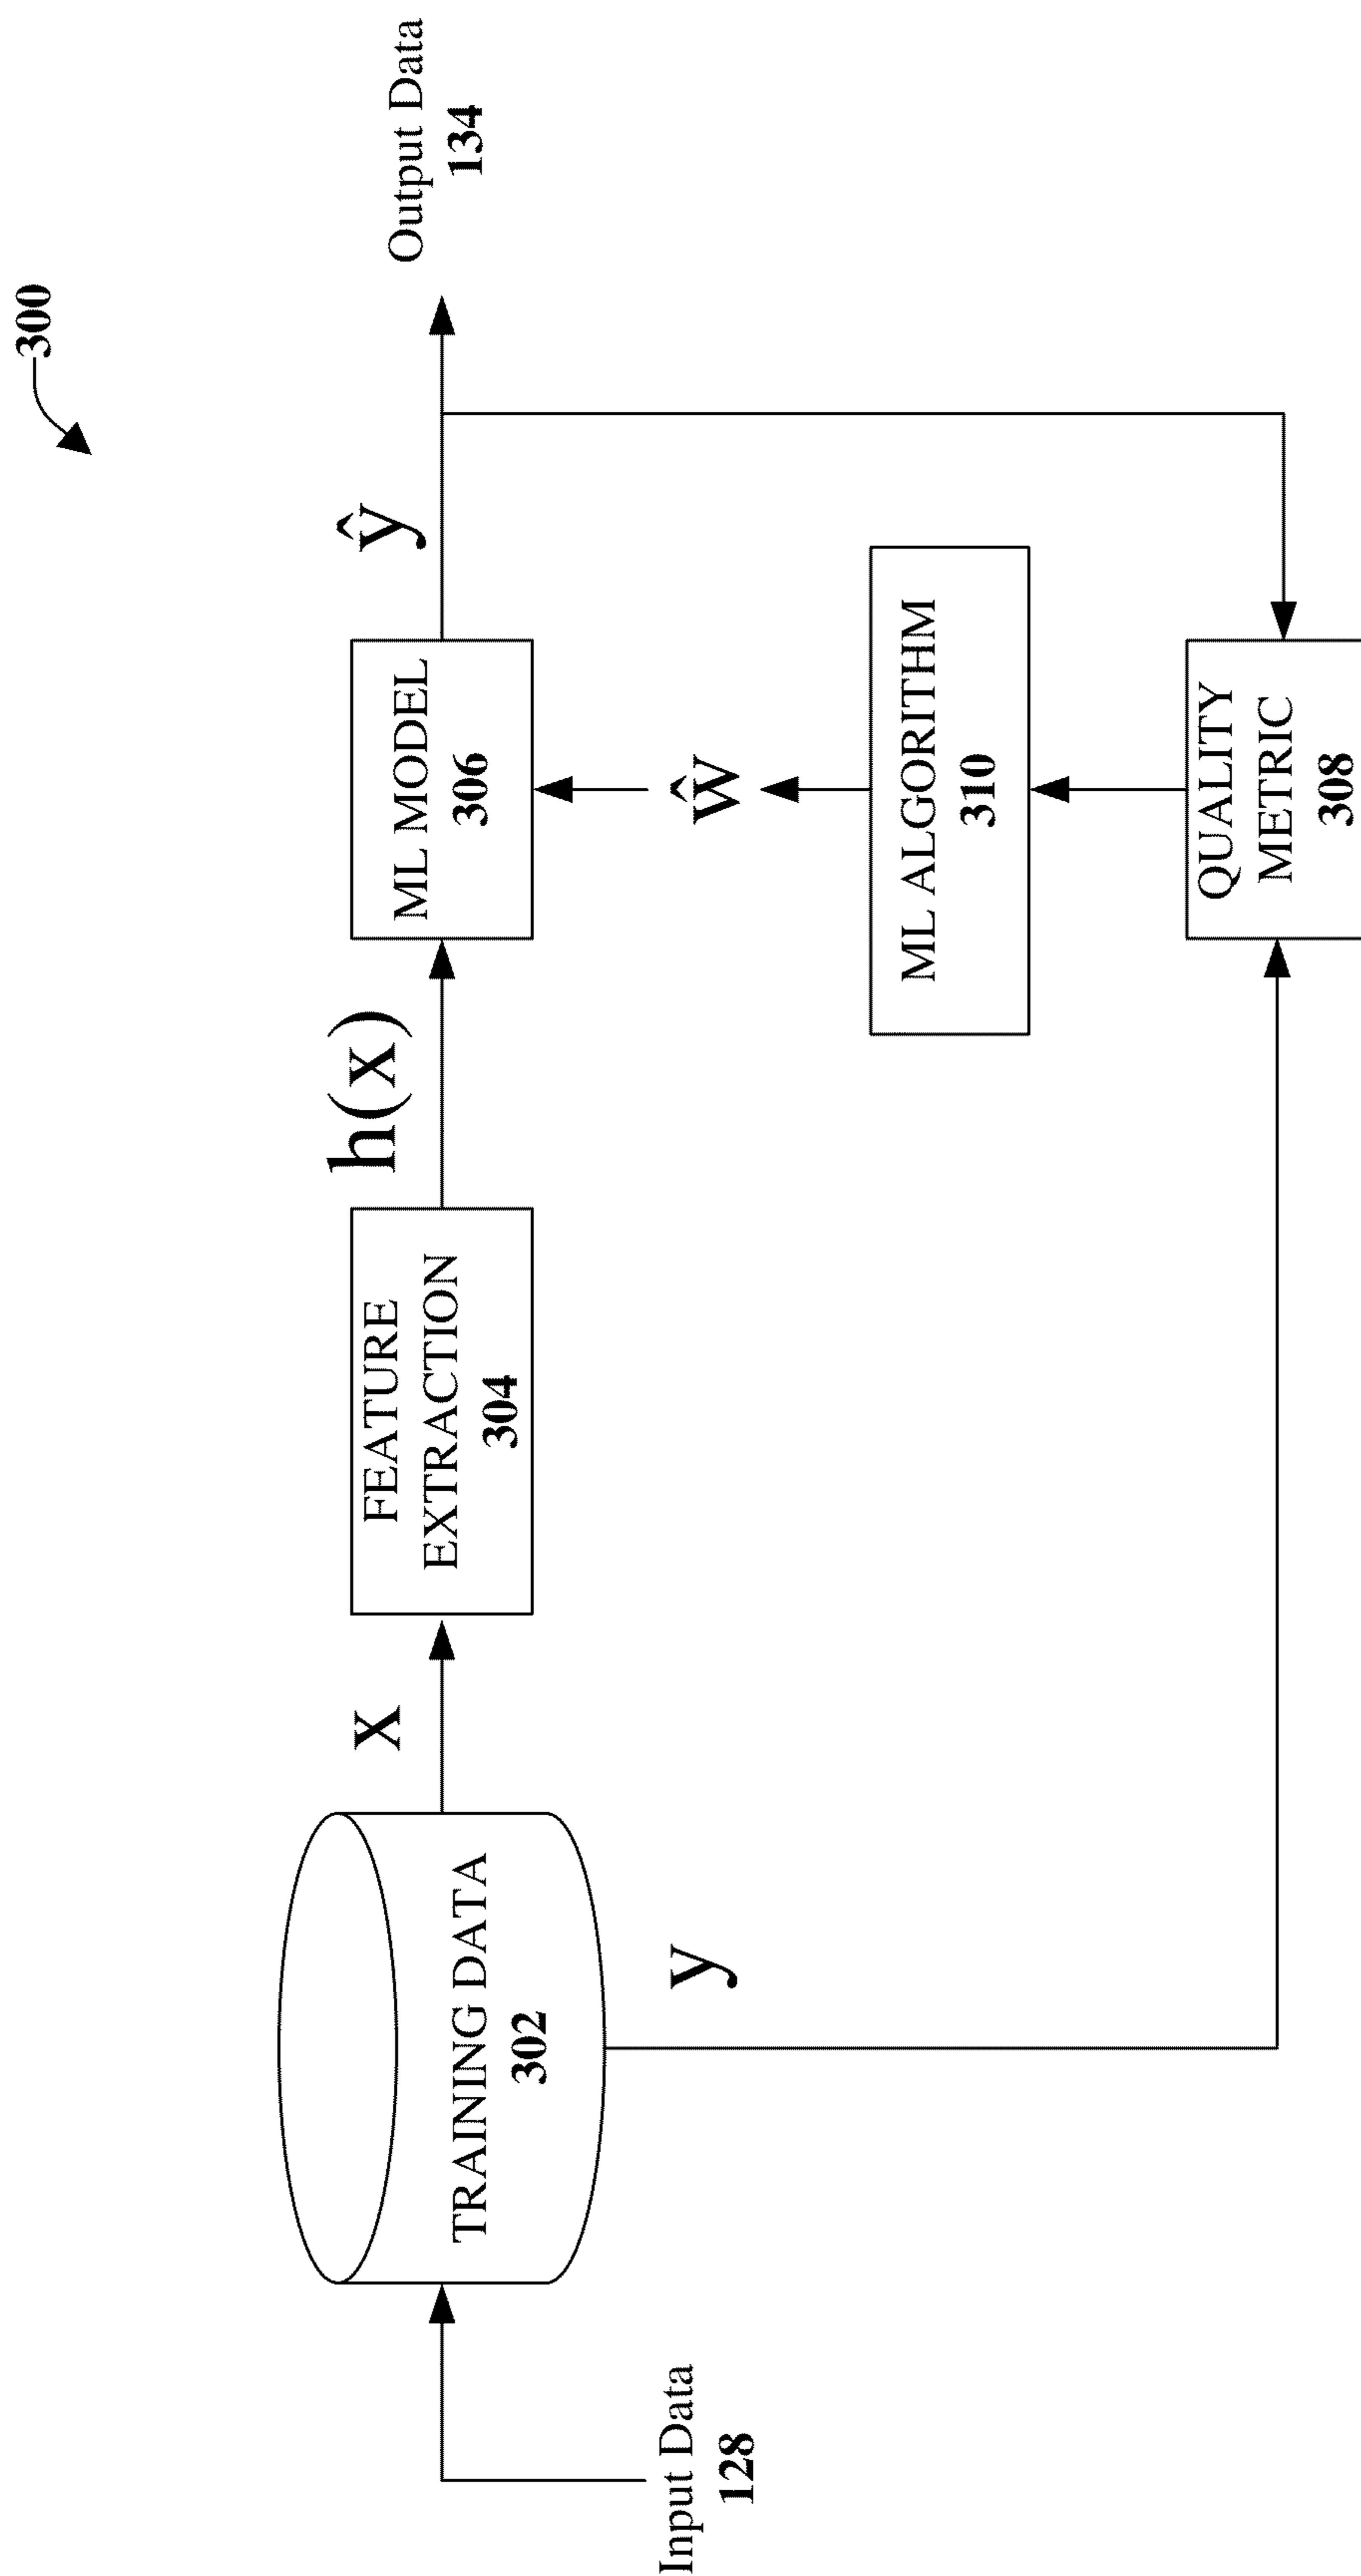 300
Input Data
128
TRAINING DATA
302
x
FEATURE
EXTRACTION
304
h(x)
ML MODEL
306
ŷ
Output Data
134
ŵ
ML ALGORITHM
310
y
QUALITY
METRIC
308